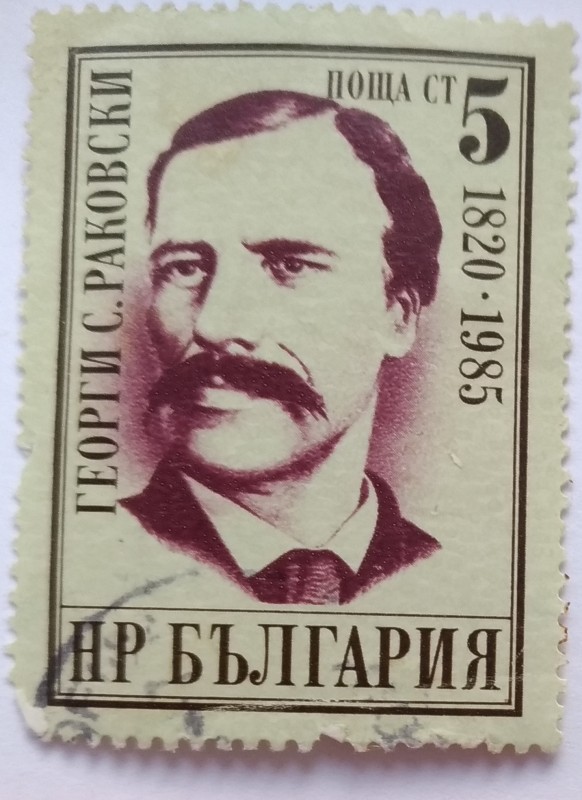 ПОЩА СТ 5
ГЕОРГИ С. РАКОВСКИ
1820 · 1985
НР БЪЛГАРИЯ